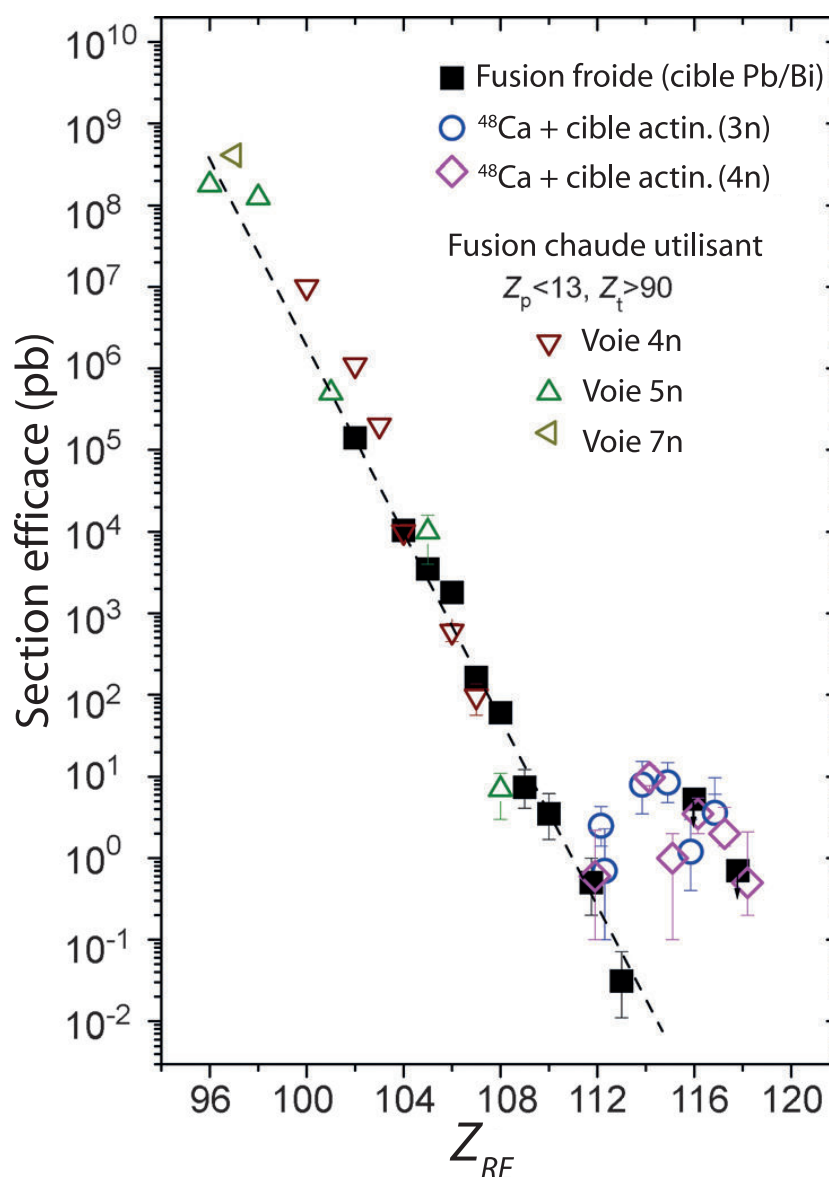 10¹⁰
10⁹
10⁸
10⁷
10⁶
10⁵
10⁴
10³
10²
10¹
10⁰
10⁻¹
10⁻²
Section efficace (pb)
Fusion froide (cible Pb/Bi)
⁴⁸Ca + cible actin. (3n)
⁴⁸Ca + cible actin. (4n)
Fusion chaude utilisant
Zₚ<13, Zₜ>90
Voie 4n
Voie 5n
Voie 7n
96 100 104 108 112 116 120
Z_RF